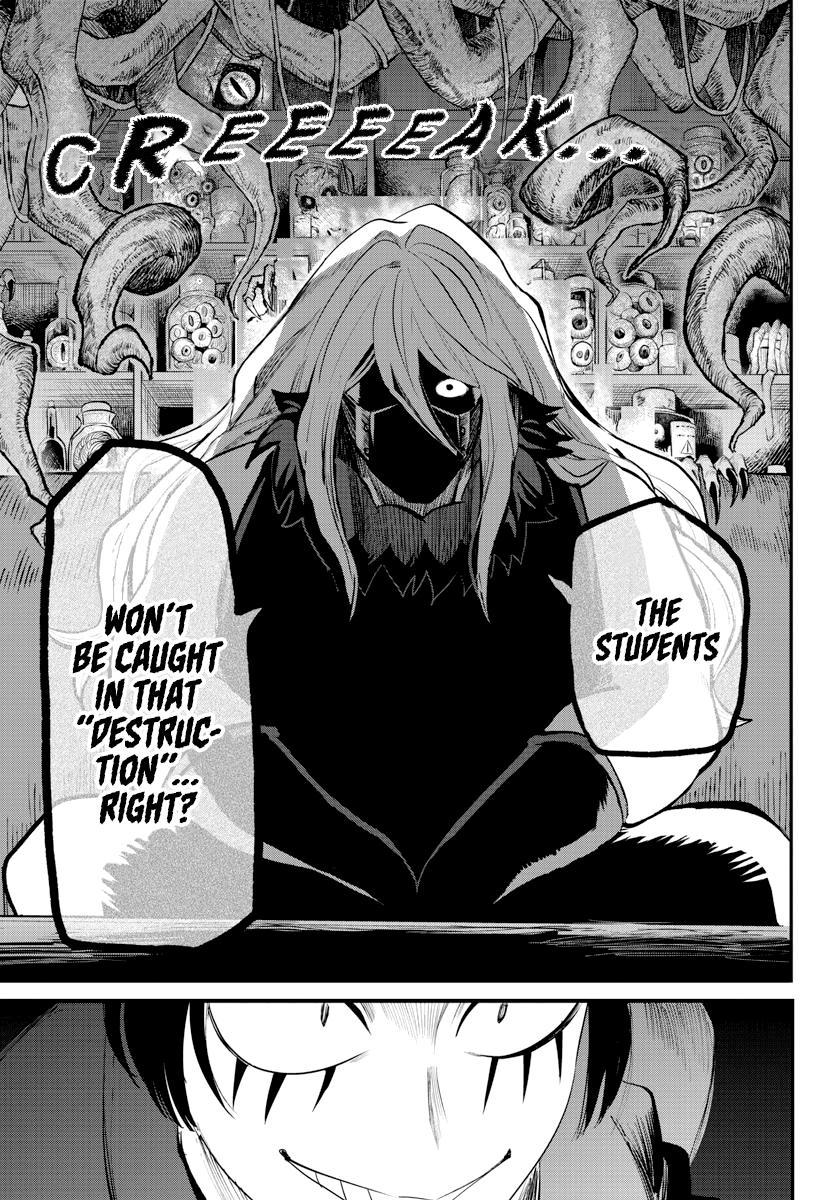 CREEEEAK...
THE
STUDENTS
WON'T
BE CAUGHT
IN THAT
"DESTRUC-
TION"...
RIGHT?